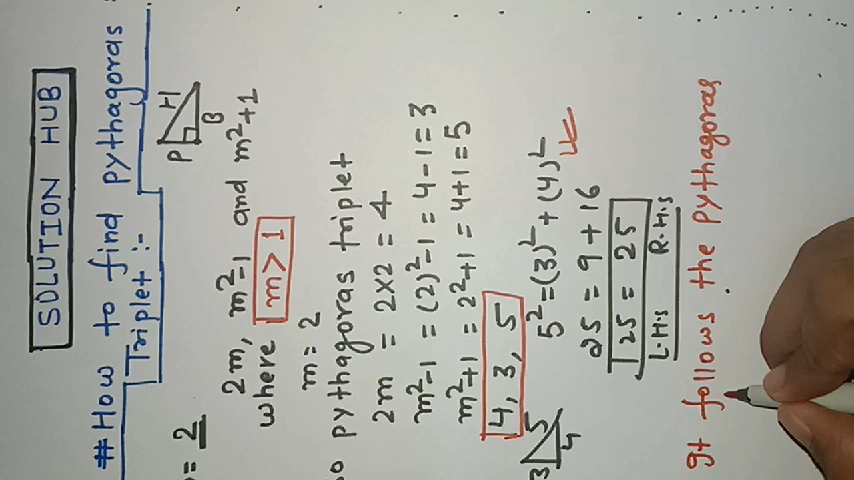 SOLUTION HUB
# How to find pythagoras
Triplet :-
P H B
= 2
2m, m²-1 and m²+1
where m > 1
m = 2
pythagoras triplet
2m = 2×2 = 4
m²-1 = (2)²-1 = 4-1 = 3
m²+1 = 2²+1 = 4+1 = 5
4, 3, 5
3 5 4
5² = (3)² + (4)²
25 = 9 + 16
25 = 25
L.H.S R.H.S
gt follows the pythagoras